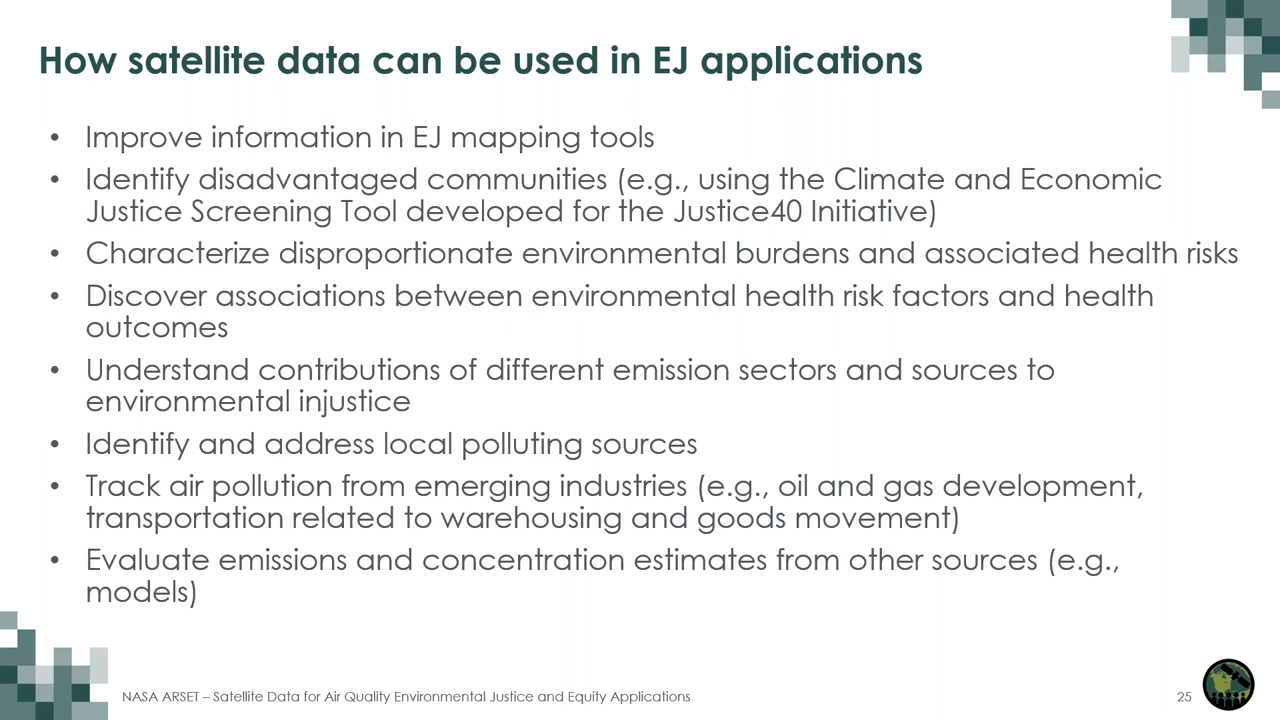 How satellite data can be used in EJ applications
• Improve information in EJ mapping tools
• Identify disadvantaged communities (e.g., using the Climate and Economic
Justice Screening Tool developed for the Justice40 Initiative)
• Characterize disproportionate environmental burdens and associated health risks
• Discover associations between environmental health risk factors and health
outcomes
• Understand contributions of different emission sectors and sources to
environmental injustice
• Identify and address local polluting sources
• Track air pollution from emerging industries (e.g., oil and gas development,
transportation related to warehousing and goods movement)
• Evaluate emissions and concentration estimates from other sources (e.g.,
models)
NASA ARSET – Satellite Data for Air Quality Environmental Justice and Equity Applications
25